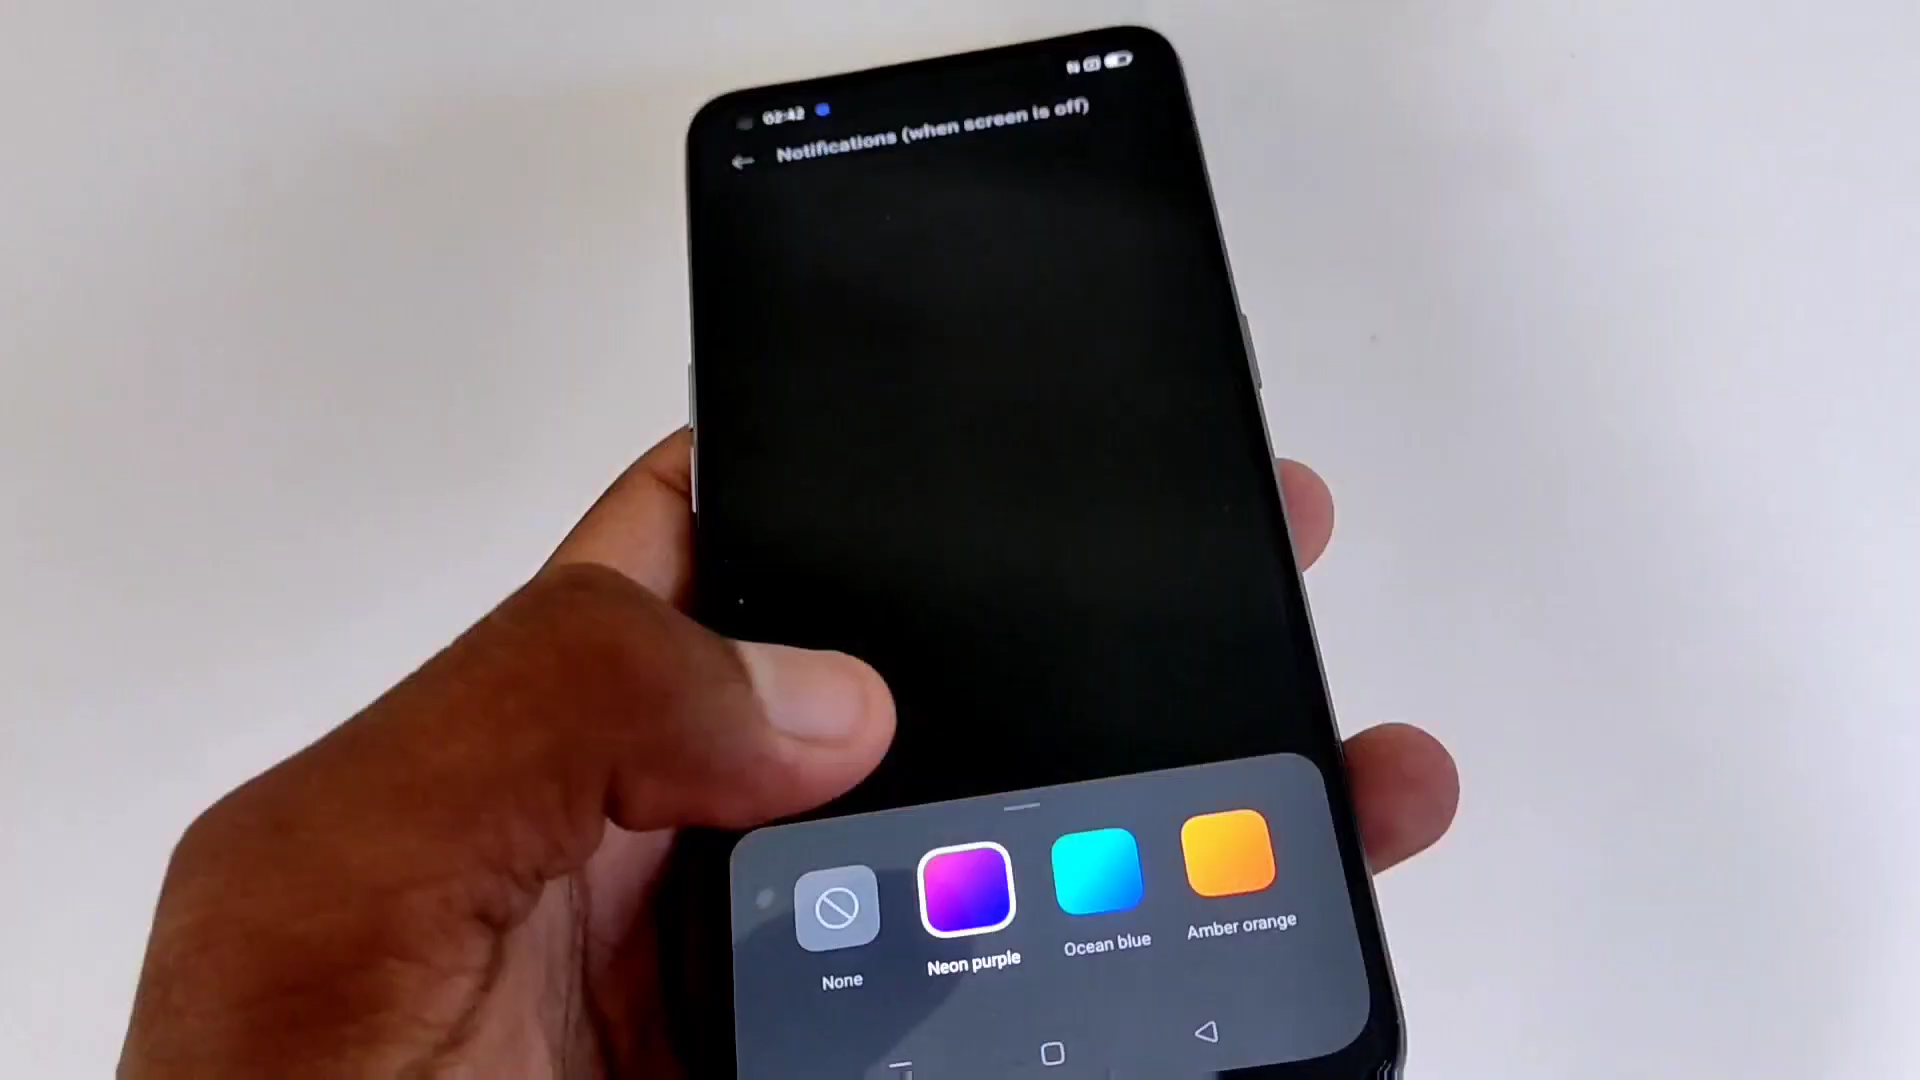 02:42
Notifications (when screen is off)
None
Neon purple
Ocean blue
Amber orange